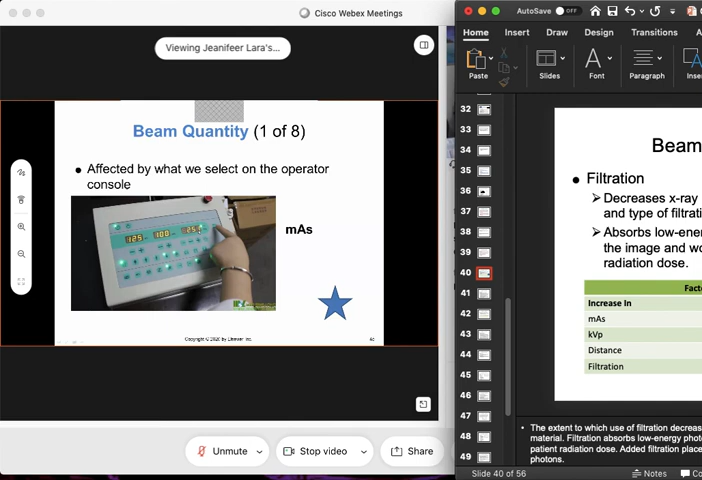 Cisco Webex Meetings
Viewing Jeanifeer Lara's...
Beam Quantity (1 of 8)
• Affected by what we select on the operator
console
125 100 25
mAs
Copyright © 2020 by Elsevier Inc.
Unmute
Stop video
Share
AutoSave OFF
Home Insert Draw Design Transitions A
Paste
Slides
Font
Paragraph
Inser
32
33
34
35
36
37
38
39
40
41
42
43
44
45
46
47
48
49
Beam
• Filtration
➢ Decreases x-ray
and type of filtrati
➢ Absorbs low-ener
the image and wo
radiation dose.
Facto
Increase In
mAs
kVp
Distance
Filtration
• The extent to which use of filtration decreas
material. Filtration absorbs low-energy phot
patient radiation dose. Added filtration place
photons.
Slide 40 of 56
Notes
Co